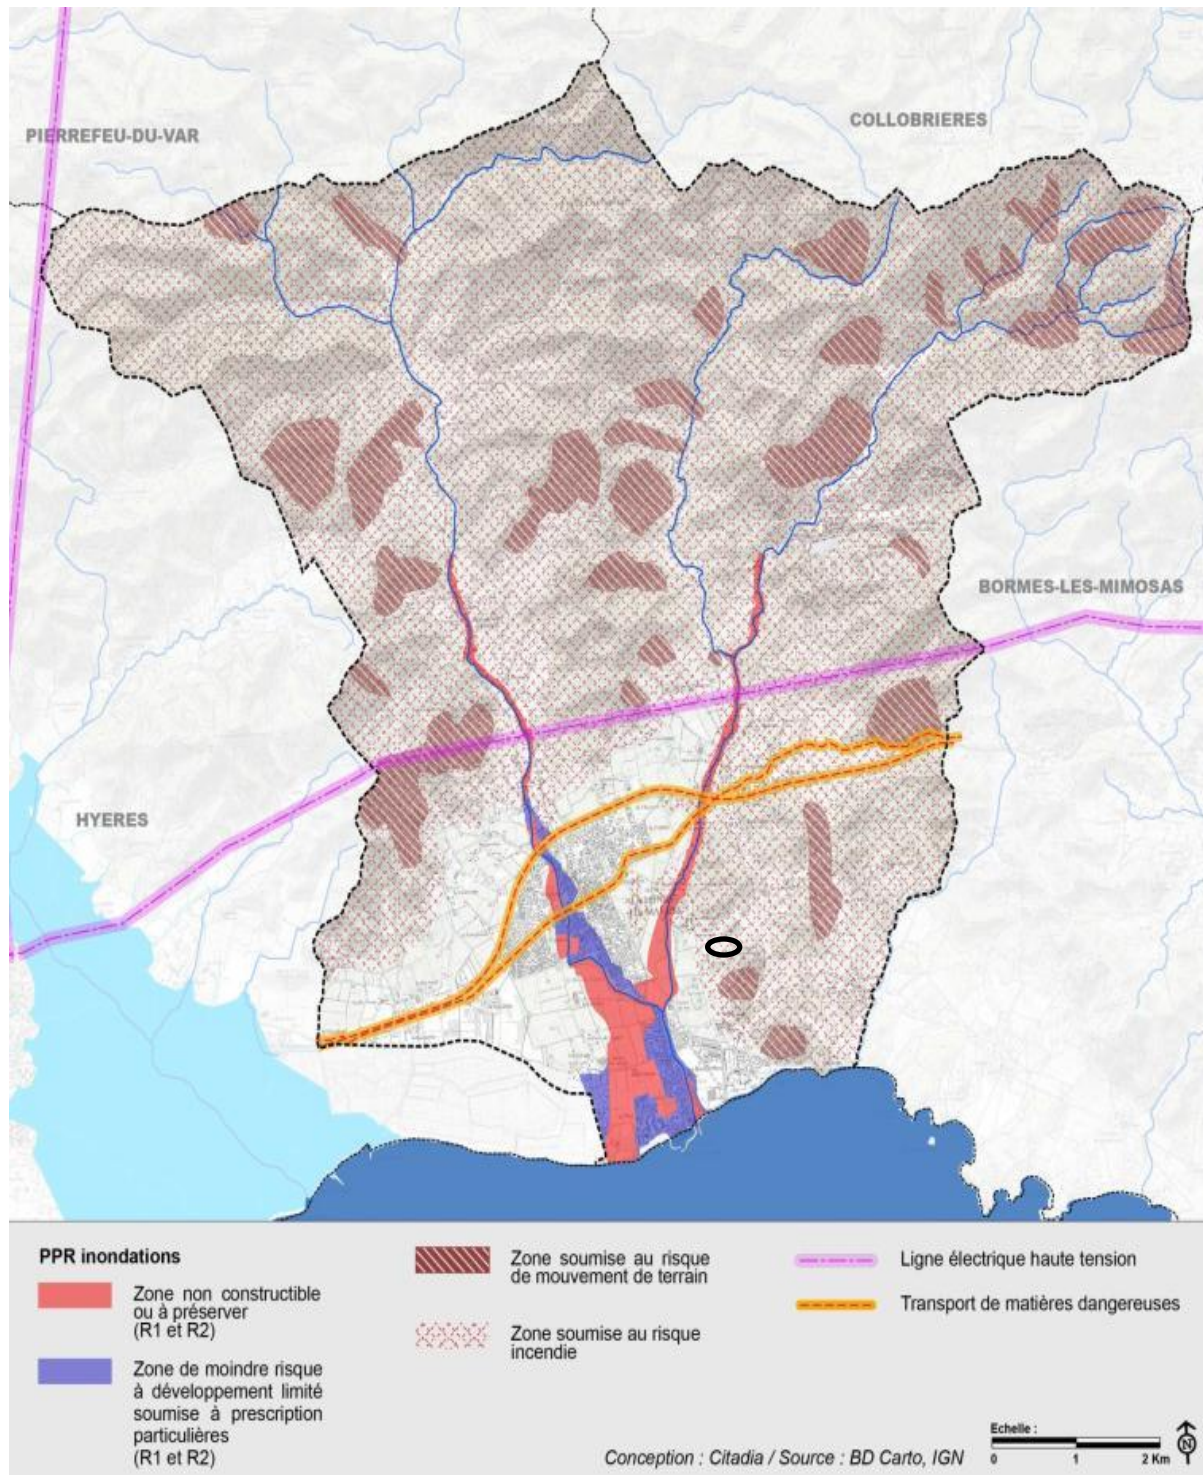 PIERREFEU-DU-VAR
COLLOBRIERES
BORMES-LES-MIMOSAS
HYERES
PPR inondations
Zone non constructible
ou à préserver
(R1 et R2)
Zone de moindre risque
à développement limité
soumise à prescription
particulières
(R1 et R2)
Zone soumise au risque
de mouvement de terrain
Zone soumise au risque
incendie
Ligne électrique haute tension
Transport de matières dangereuses
Conception : Citadia / Source : BD Carto, IGN
Echelle :
0 1 2 Km
N